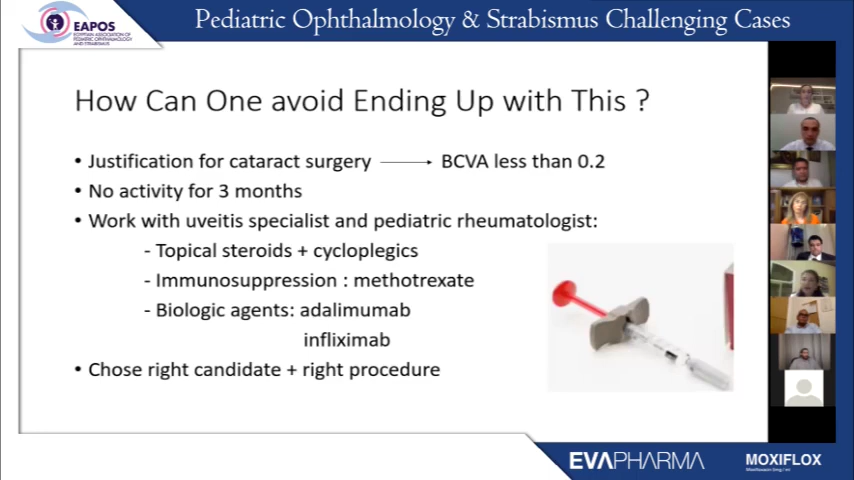 EAPOS
EGYPTIAN ASSOCIATION OF
PEDIATRIC OPHTHALMOLOGY
AND STRABISMUS
Pediatric Ophthalmology & Strabismus Challenging Cases
How Can One avoid Ending Up with This ?
• Justification for cataract surgery → BCVA less than 0.2
• No activity for 3 months
• Work with uveitis specialist and pediatric rheumatologist:
- Topical steroids + cycloplegics
- Immunosuppression : methotrexate
- Biologic agents: adalimumab
infliximab
• Chose right candidate + right procedure
EVAPHARMA
MOXIFLOX